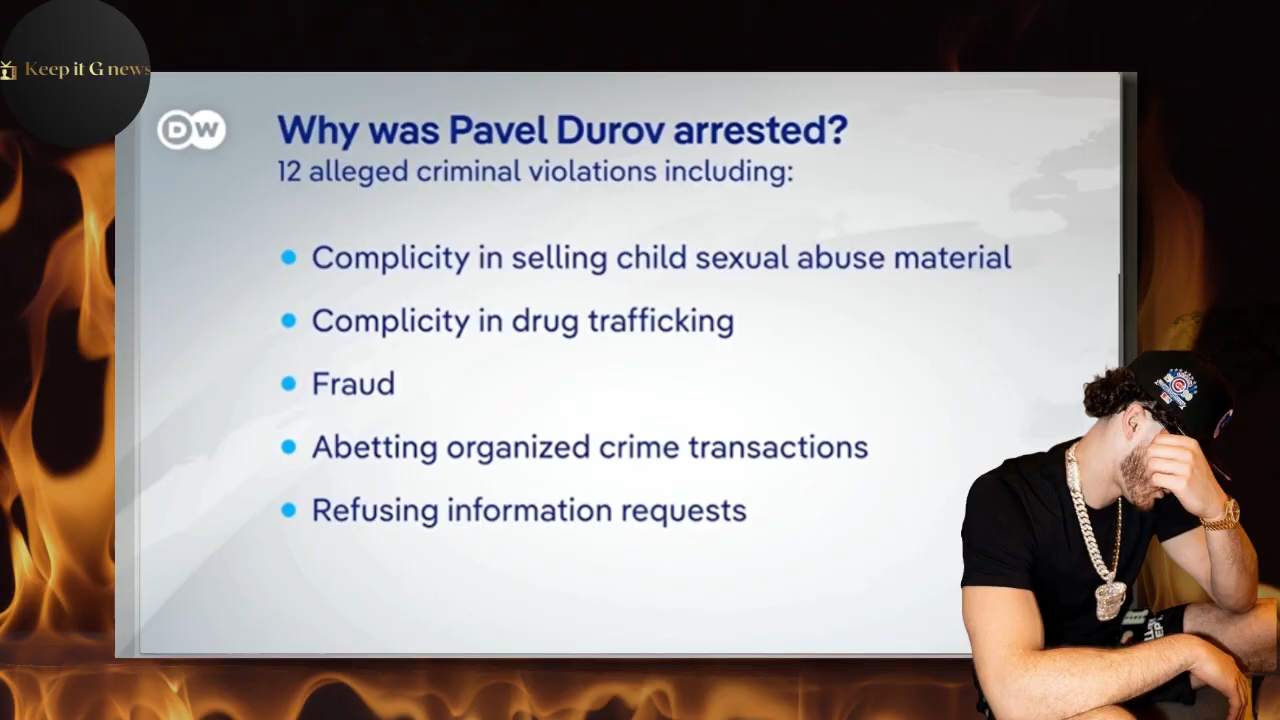 Keep it G news
DW
Why was Pavel Durov arrested?
12 alleged criminal violations including:
Complicity in selling child sexual abuse material
Complicity in drug trafficking
Fraud
Abetting organized crime transactions
Refusing information requests